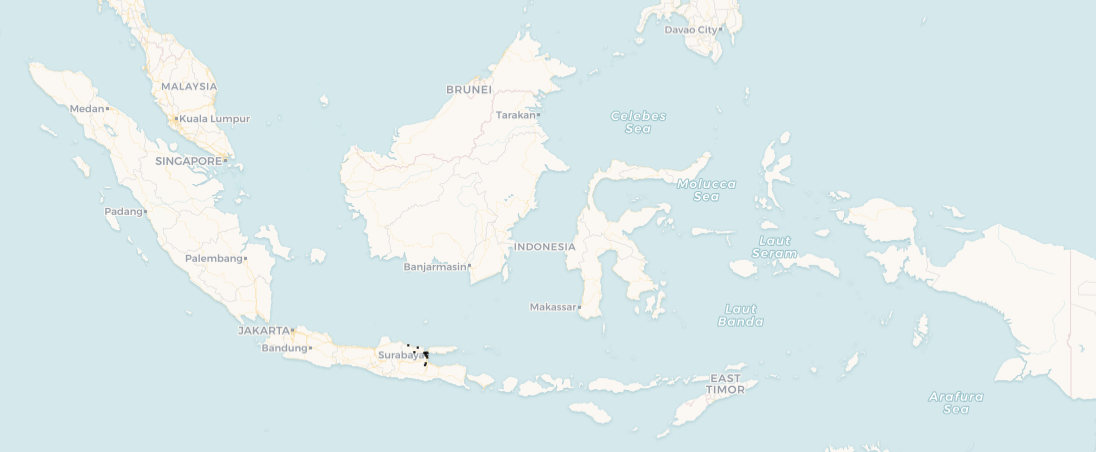 Davao City
MALAYSIA
BRUNEI
Medan
Tarakan
Celebes
Sea
Kuala Lumpur
SINGAPORE
Molucca
Sea
Padang
INDONESIA
Laut
Seram
Palembang
Banjarmasin
Makassar
Laut
Banda
JAKARTA
Bandung
Surabaya
EAST
TIMOR
Arafura
Sea